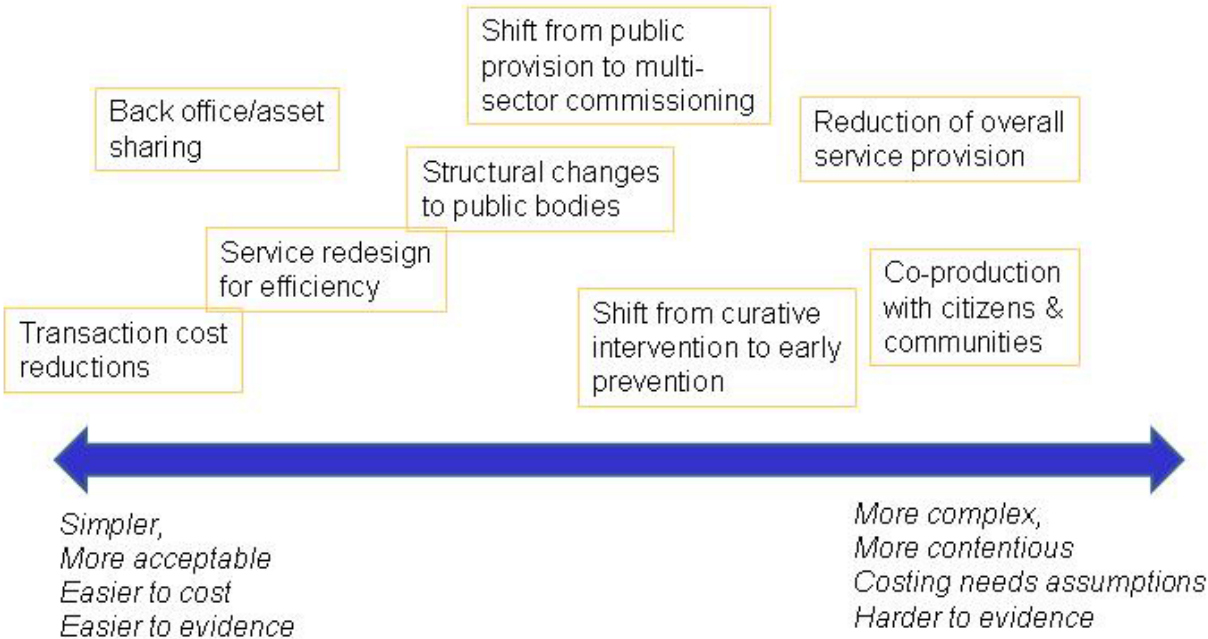 Shift from public
provision to multi-
sector commissioning
Back office/asset
sharing
Reduction of overall
service provision
Structural changes
to public bodies
Service redesign
for efficiency
Co-production
with citizens &
communities
Shift from curative
intervention to early
prevention
Transaction cost
reductions
Simpler,
More acceptable
Easier to cost
Easier to evidence
More complex,
More contentious
Costing needs assumptions
Harder to evidence